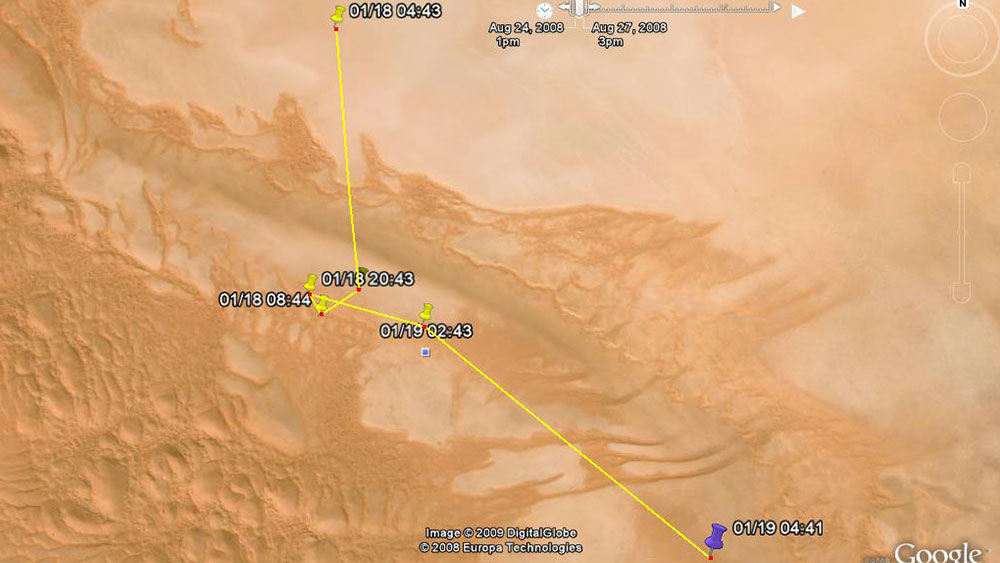 01/18 04:43
Aug 24, 2008
1pm
Aug 27, 2008
3pm
N
01/18 20:43
01/18 08:44
01/19 02:43
01/19 04:41
Image © 2009 DigitalGlobe
© 2008 Europa Technologies
Google